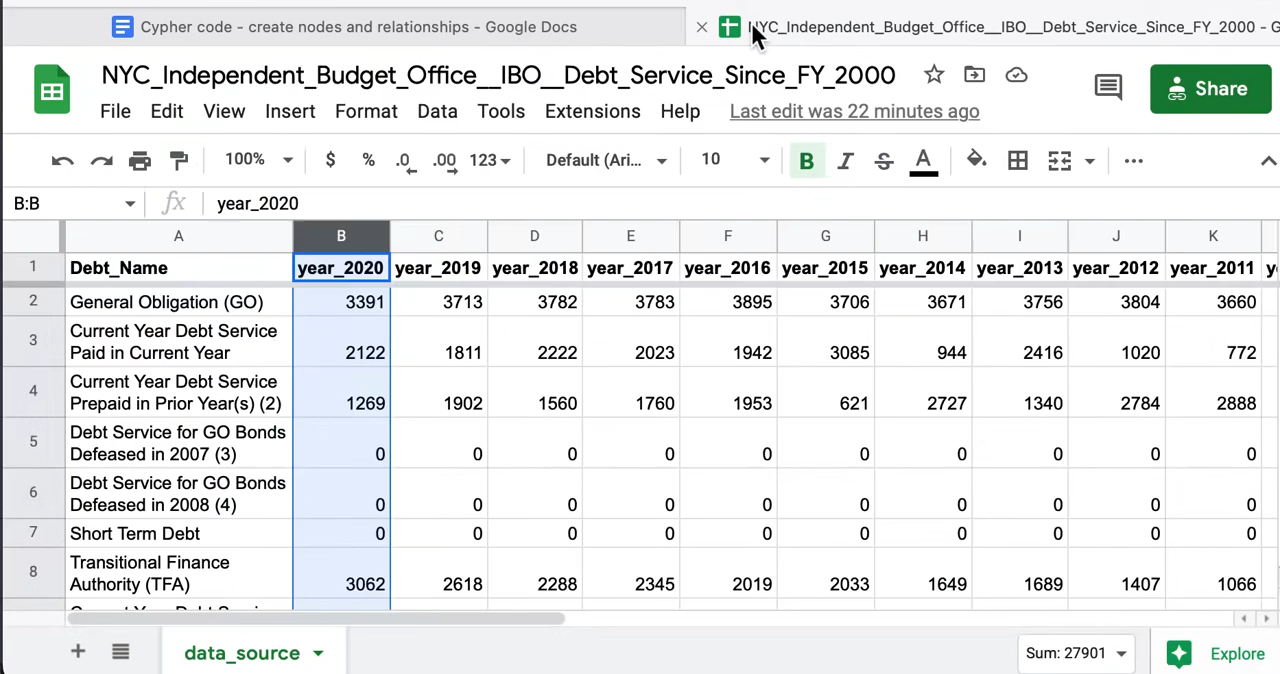 Cypher code - create nodes and relationships - Google Docs
NYC_Independent_Budget_Office__IBO__Debt_Service_Since_FY_2000 - G
NYC_Independent_Budget_Office__IBO__Debt_Service_Since_FY_2000
Share
File Edit View Insert Format Data Tools Extensions Help Last edit was 22 minutes ago
100% $ % .0 .00 123 Default (Ari... 10 B I S A
B:B fx year_2020
A B C D E F G H I J K
1 Debt_Name year_2020 year_2019 year_2018 year_2017 year_2016 year_2015 year_2014 year_2013 year_2012 year_2011 y
2 General Obligation (GO) 3391 3713 3782 3783 3895 3706 3671 3756 3804 3660
Current Year Debt Service
3 Paid in Current Year 2122 1811 2222 2023 1942 3085 944 2416 1020 772
Current Year Debt Service
4 Prepaid in Prior Year(s) (2) 1269 1902 1560 1760 1953 621 2727 1340 2784 2888
Debt Service for GO Bonds
5 Defeased in 2007 (3) 0 0 0 0 0 0 0 0 0 0
Debt Service for GO Bonds
6 Defeased in 2008 (4) 0 0 0 0 0 0 0 0 0 0
7 Short Term Debt 0 0 0 0 0 0 0 0 0 0
Transitional Finance
8 Authority (TFA) 3062 2618 2288 2345 2019 2033 1649 1689 1407 1066
data_source Sum: 27901 Explore